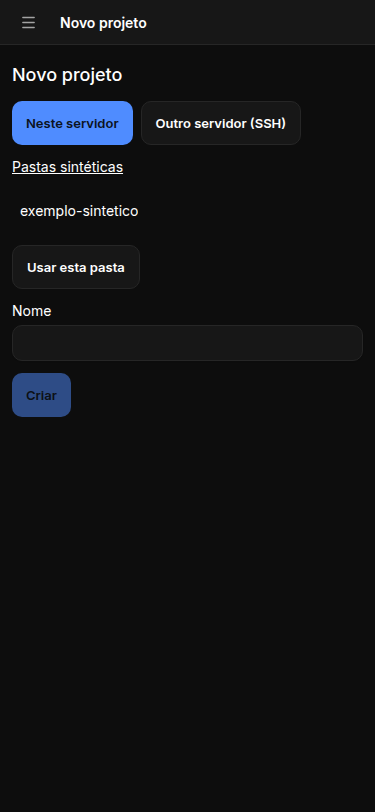 Novo projeto
Novo projeto
Neste servidor
Outro servidor (SSH)
Pastas sintéticas
exemplo-sintetico
Usar esta pasta
Nome
Criar